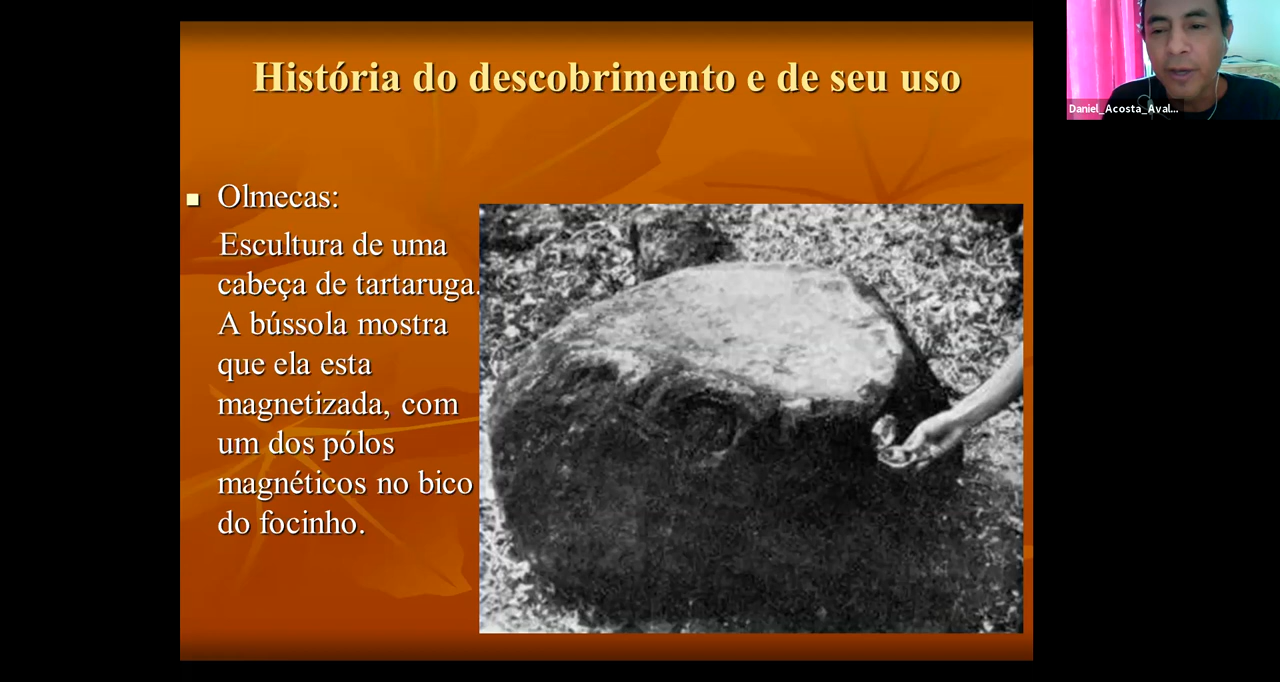 História do descobrimento e de seu uso
Olmecas:
Escultura de uma
cabeça de tartaruga.
A bússola mostra
que ela esta
magnetizada, com
um dos pólos
magnéticos no bico
do focinho.
Daniel_Acosta_Aval...